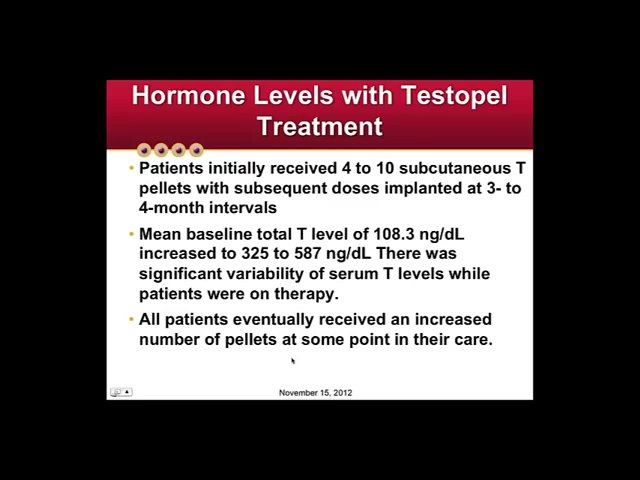 Hormone Levels with Testopel
Treatment
• Patients initially received 4 to 10 subcutaneous T
pellets with subsequent doses implanted at 3- to
4-month intervals
• Mean baseline total T level of 108.3 ng/dL
increased to 325 to 587 ng/dL There was
significant variability of serum T levels while
patients were on therapy.
• All patients eventually received an increased
number of pellets at some point in their care.
November 15, 2012